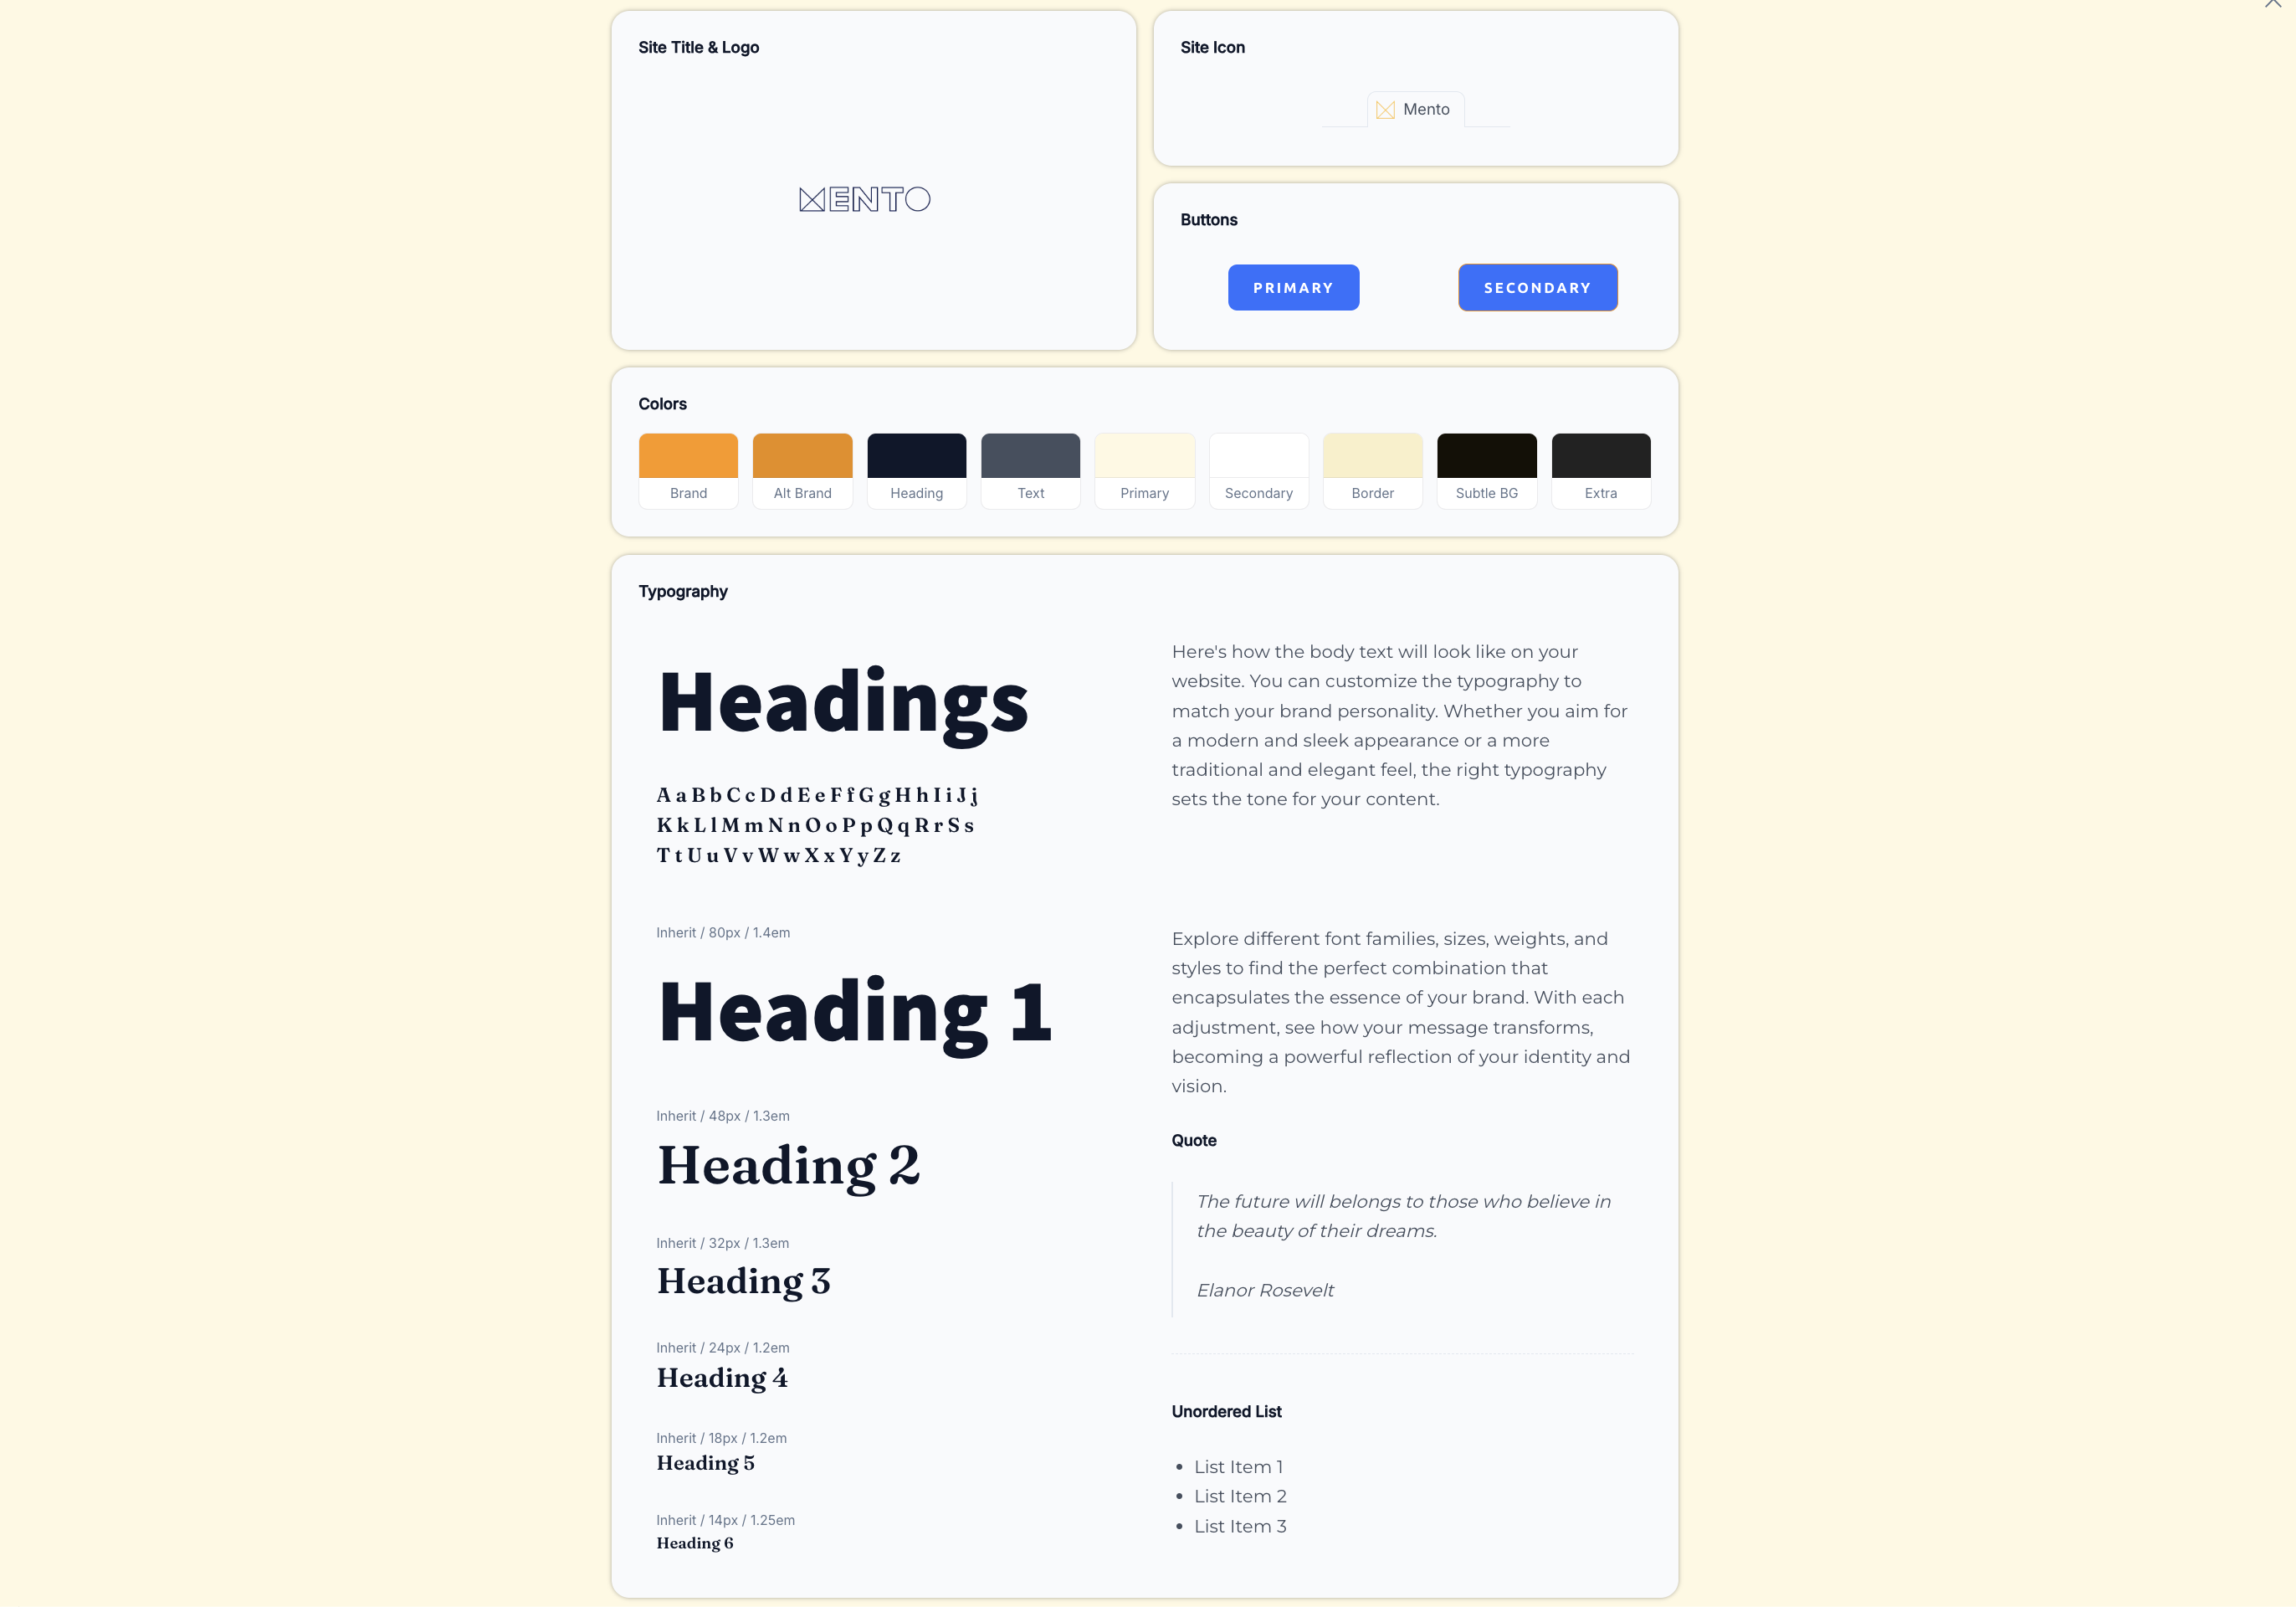 Site Title & Logo
MENTO
Site Icon
Mento
Buttons
PRIMARY
SECONDARY
Colors
Brand
Alt Brand
Heading
Text
Primary
Secondary
Border
Subtle BG
Extra
Typography
Headings
A a B b C c D d E e F f G g H h I i J j
K k L l M m N n O o P p Q q R r S s
T t U u V v W w X x Y y Z z
Inherit / 80px / 1.4em
Heading 1
Inherit / 48px / 1.3em
Heading 2
Inherit / 32px / 1.3em
Heading 3
Inherit / 24px / 1.2em
Heading 4
Inherit / 18px / 1.2em
Heading 5
Inherit / 14px / 1.25em
Heading 6
Here's how the body text will look like on your
website. You can customize the typography to
match your brand personality. Whether you aim for
a modern and sleek appearance or a more
traditional and elegant feel, the right typography
sets the tone for your content.
Explore different font families, sizes, weights, and
styles to find the perfect combination that
encapsulates the essence of your brand. With each
adjustment, see how your message transforms,
becoming a powerful reflection of your identity and
vision.
Quote
The future will belongs to those who believe in
the beauty of their dreams.
Elanor Rosevelt
Unordered List
• List Item 1
• List Item 2
• List Item 3